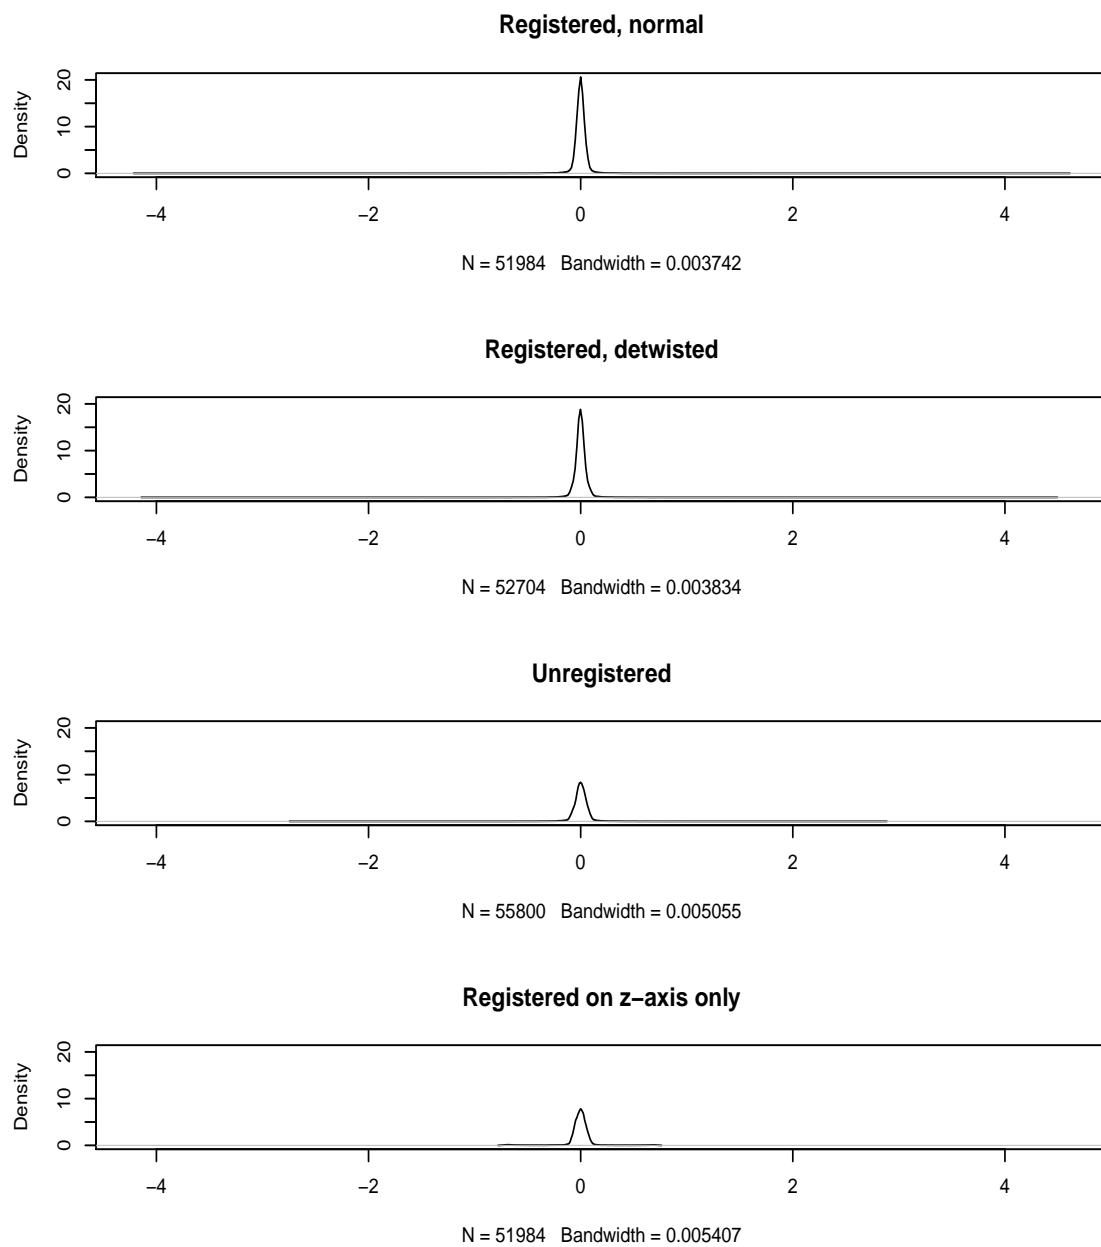 Registered, normal
Density
20
10
0
−4 −2 0 2 4
N = 51984 Bandwidth = 0.003742
Registered, detwisted
Density
20
10
0
−4 −2 0 2 4
N = 52704 Bandwidth = 0.003834
Unregistered
Density
20
10
0
−4 −2 0 2 4
N = 55800 Bandwidth = 0.005055
Registered on z−axis only
Density
20
10
0
−4 −2 0 2 4
N = 51984 Bandwidth = 0.005407